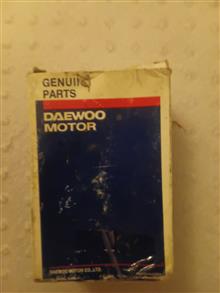 GENUINE
PARTS
DAEWOO
MOTOR
DAEWOO MOTOR CO.,LTD.